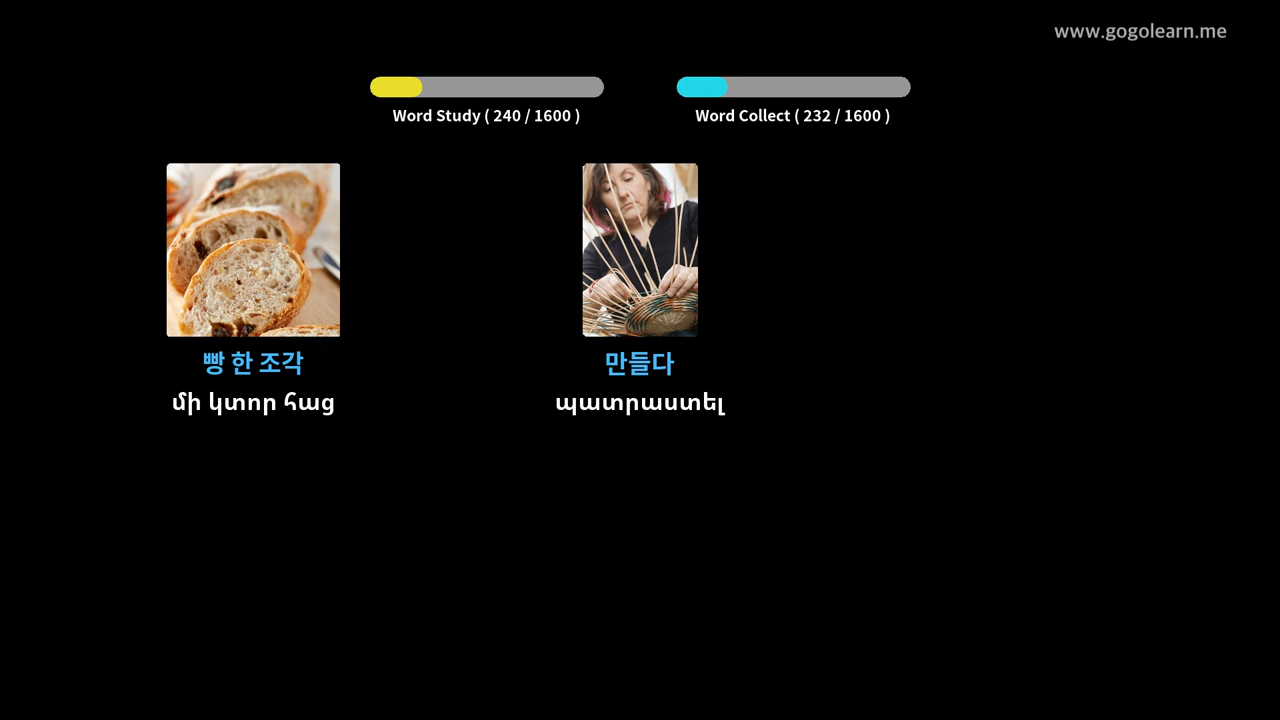 www.gogolearn.me
Word Study ( 240 / 1600 )
Word Collect ( 232 / 1600 )
빵 한 조각
մի կտոր հաց
만들다
պատրաստել